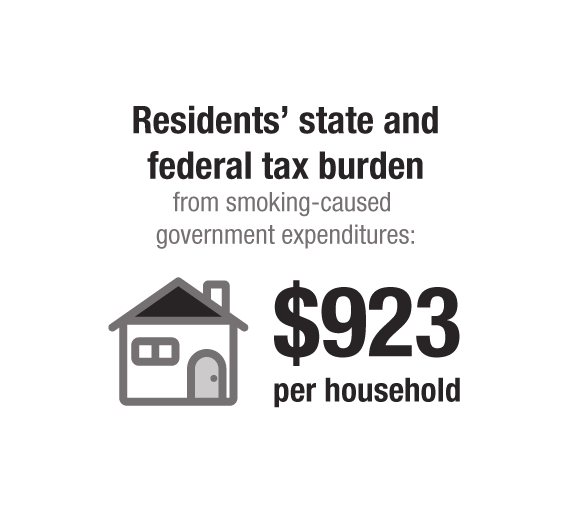 Residents’ state and
federal tax burden
from smoking-caused
government expenditures:
$923
per household